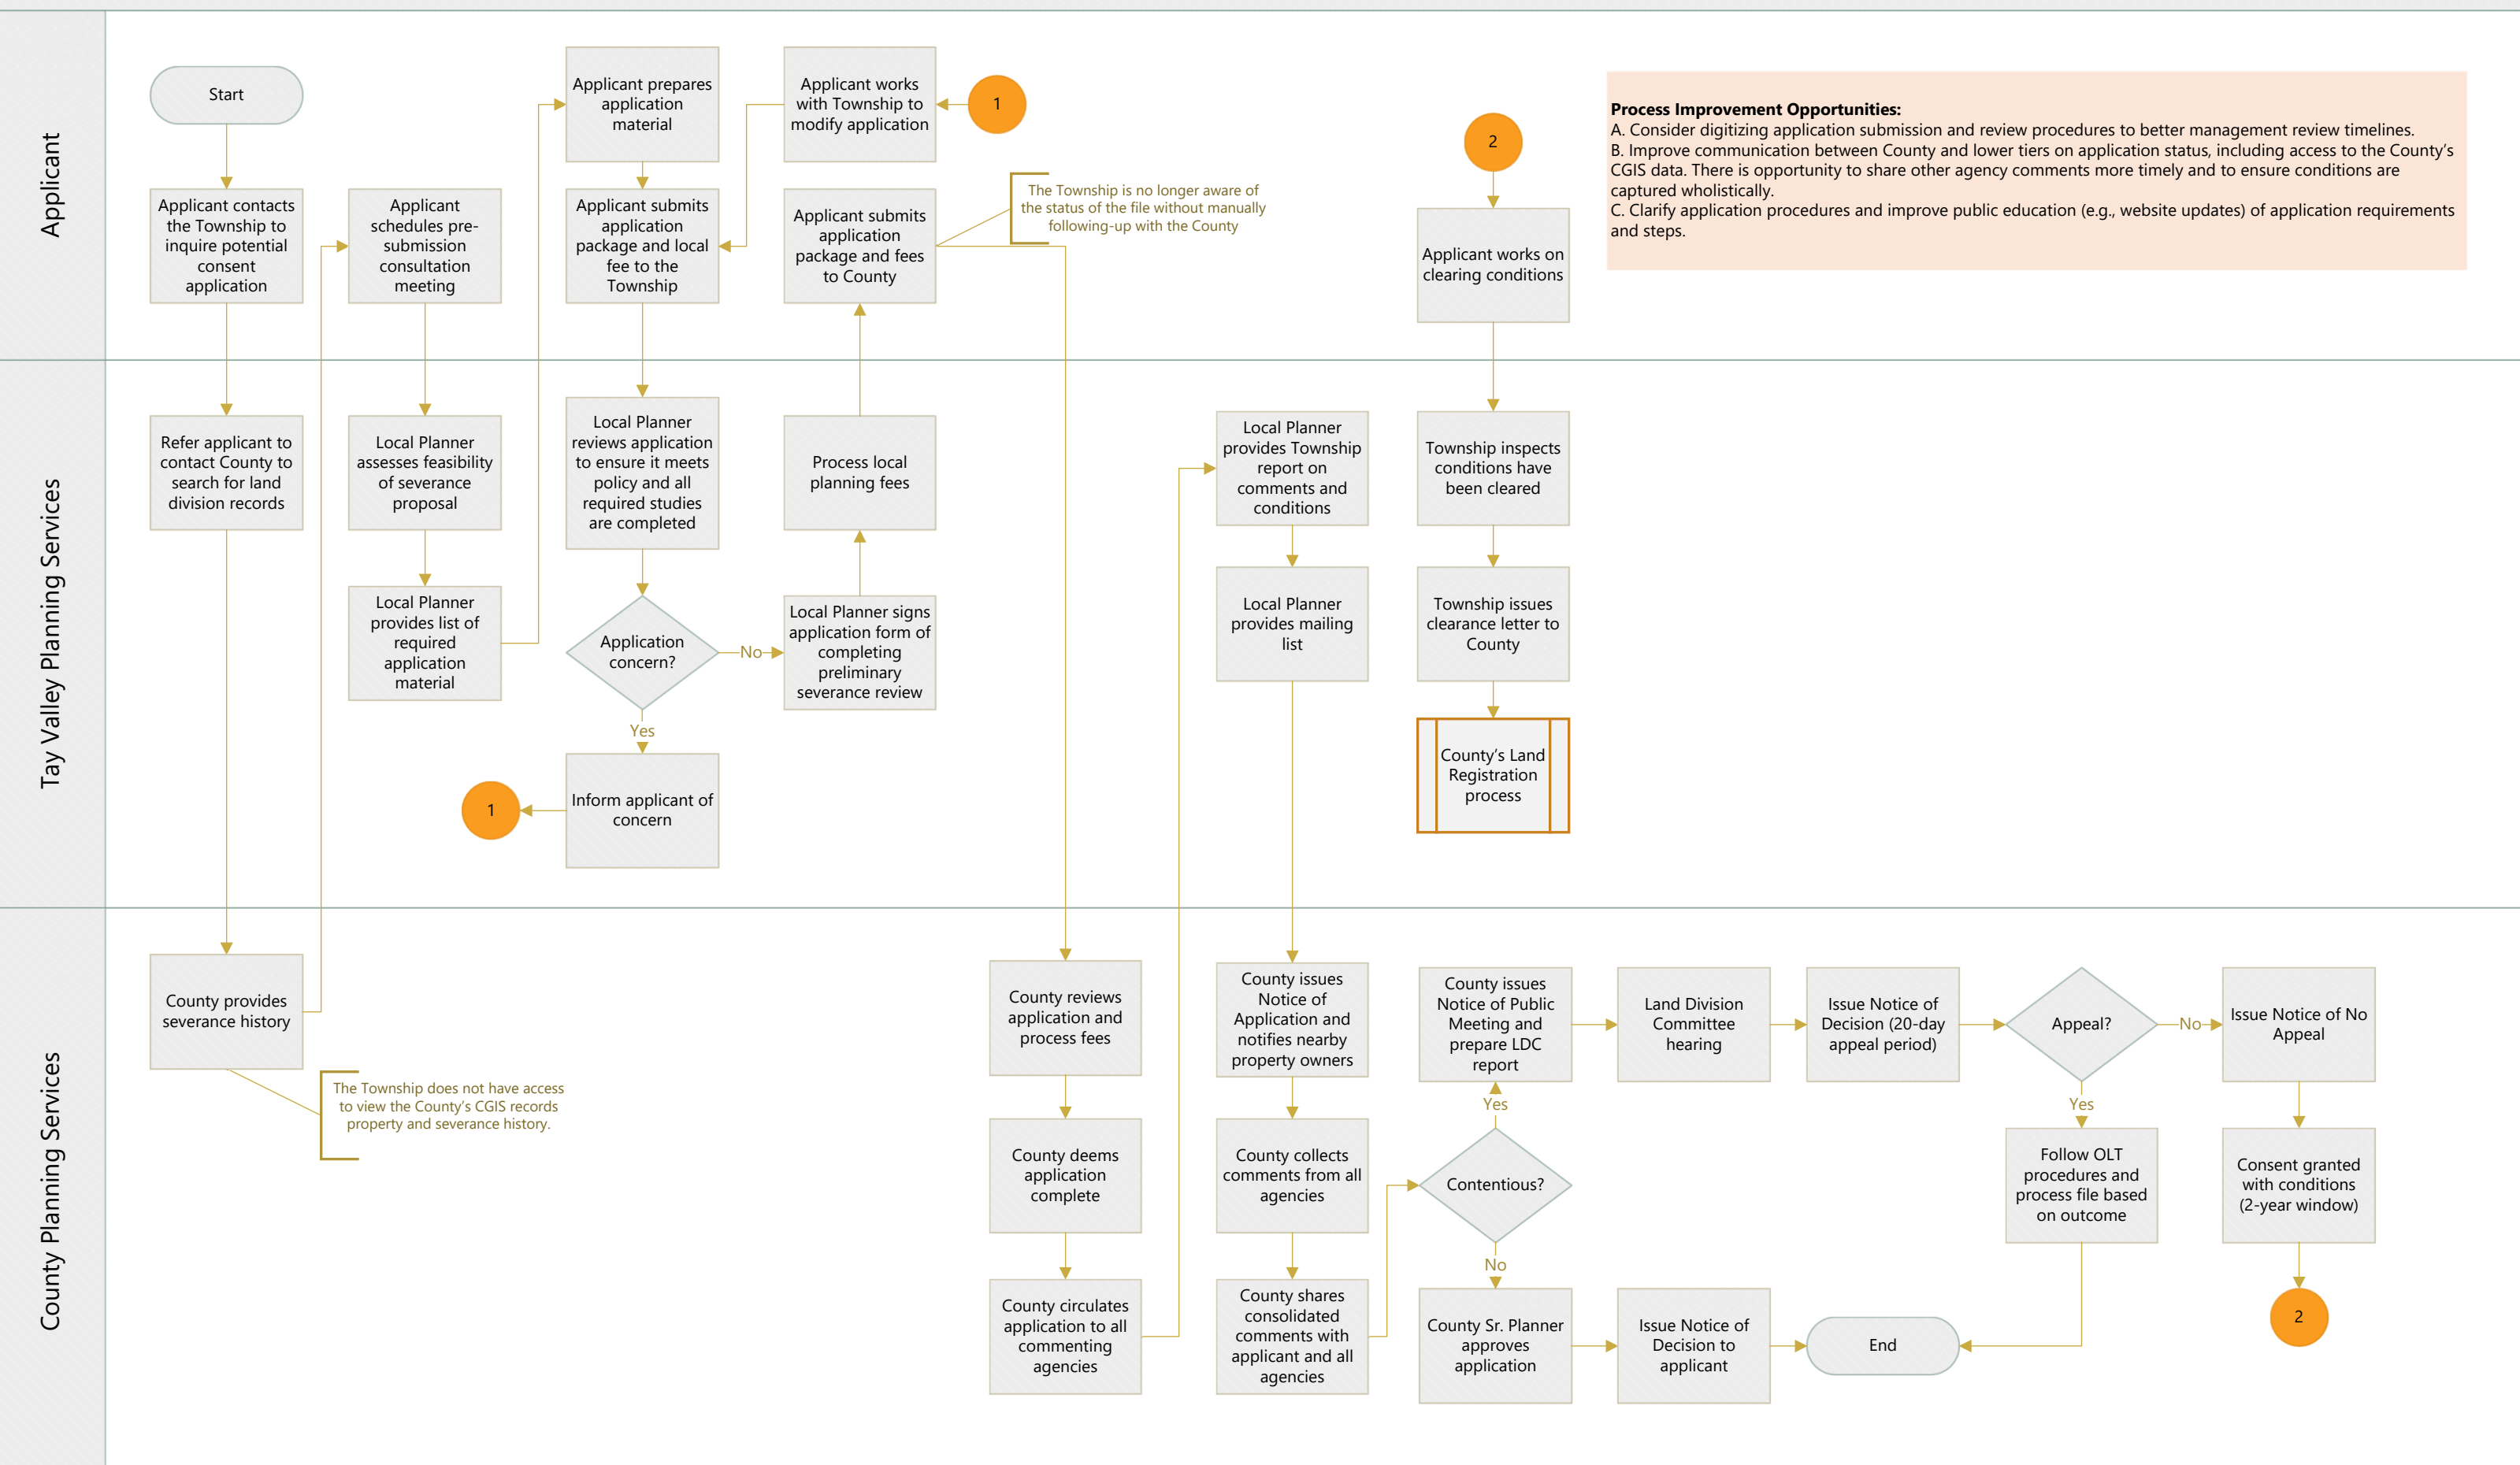 Applicant
Start
Applicant contacts
the Township to
inquire potential
consent
application
Applicant
schedules pre-
submission
consultation
meeting
Applicant prepares
application
material
Applicant submits
application
package and local
fee to the
Township
Applicant works
with Township to
modify application
1
Applicant submits
application
package and fees
to County
The Township is no longer aware of
the status of the file without manually
following-up with the County
2
Applicant works on
clearing conditions
Process Improvement Opportunities:
A. Consider digitizing application submission and review procedures to better management review timelines.
B. Improve communication between County and lower tiers on application status, including access to the County's
CGIS data. There is opportunity to share other agency comments more timely and to ensure conditions are
captured wholistically.
C. Clarify application procedures and improve public education (e.g., website updates) of application requirements
and steps.
Tay Valley Planning Services
Refer applicant to
contact County to
search for land
division records
Local Planner
assesses feasibility
of severance
proposal
Local Planner
provides list of
required
application
material
Local Planner
reviews application
to ensure it meets
policy and all
required studies
are completed
Application
concern?
No
Yes
Inform applicant of
concern
1
Local Planner signs
application form of
completing
preliminary
severance review
Process local
planning fees
Local Planner
provides Township
report on
comments and
conditions
Local Planner
provides mailing
list
Township inspects
conditions have
been cleared
Township issues
clearance letter to
County
County's Land
Registration
process
County Planning Services
County provides
severance history
The Township does not have access
to view the County's CGIS records
property and severance history.
County reviews
application and
process fees
County deems
application
complete
County circulates
application to all
commenting
agencies
County issues
Notice of
Application and
notifies nearby
property owners
County collects
comments from all
agencies
County shares
consolidated
comments with
applicant and all
agencies
County issues
Notice of Public
Meeting and
prepare LDC
report
Yes
Contentious?
No
County Sr. Planner
approves
application
Land Division
Committee
hearing
Issue Notice of
Decision to
applicant
Issue Notice of
Decision (20-day
appeal period)
End
Appeal?
No
Yes
Follow OLT
procedures and
process file based
on outcome
Issue Notice of No
Appeal
Consent granted
with conditions
(2-year window)
2